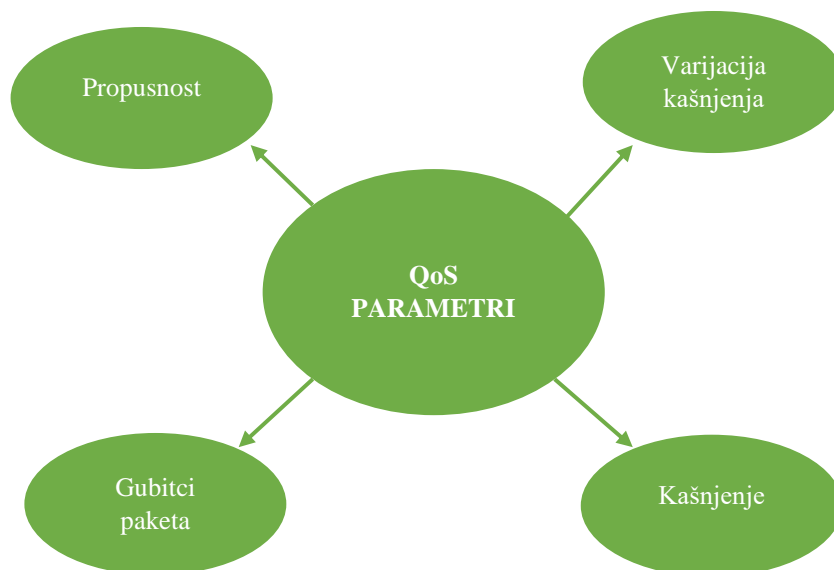 Propusnost
Varijacija
kašnjenja
QoS
PARAMETRI
Gubitci
paketa
Kašnjenje